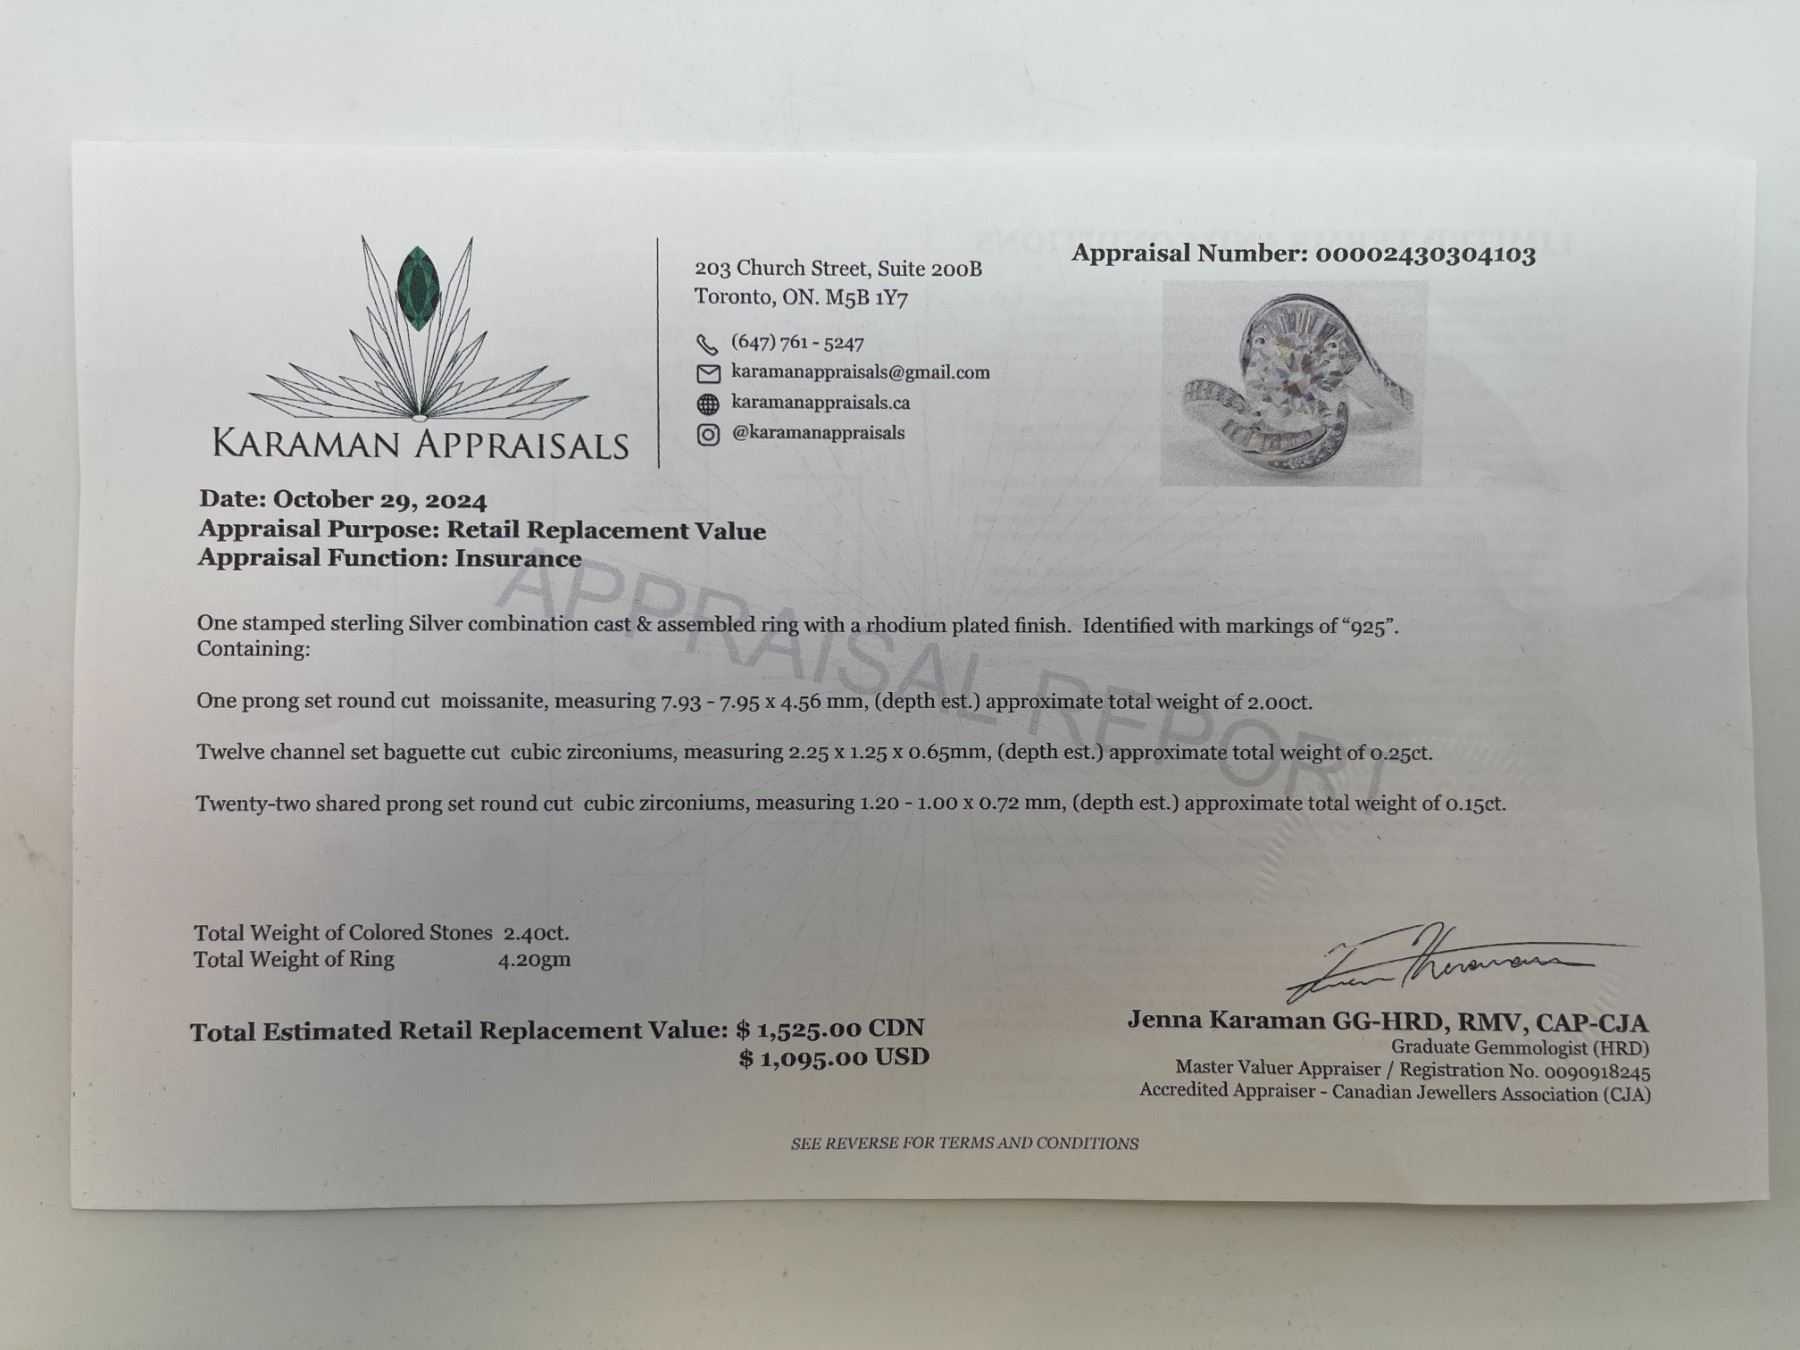 KARAMAN APPRAISALS
203 Church Street, Suite 200B
Toronto, ON. M5B 1Y7
(647) 761 - 5247
karamanappraisals@gmail.com
karamanappraisals.ca
@karamanappraisals
Appraisal Number: 00002430304103
Date: October 29, 2024
Appraisal Purpose: Retail Replacement Value
Appraisal Function: Insurance
APPRAISAL REPORT
One stamped sterling Silver combination cast & assembled ring with a rhodium plated finish. Identified with markings of “925”.
Containing:
One prong set round cut moissanite, measuring 7.93 - 7.95 x 4.56 mm, (depth est.) approximate total weight of 2.00ct.
Twelve channel set baguette cut cubic zirconiums, measuring 2.25 x 1.25 x 0.65mm, (depth est.) approximate total weight of 0.25ct.
Twenty-two shared prong set round cut cubic zirconiums, measuring 1.20 - 1.00 x 0.72 mm, (depth est.) approximate total weight of 0.15ct.
Total Weight of Colored Stones 2.40ct.
Total Weight of Ring 4.20gm
Total Estimated Retail Replacement Value: $ 1,525.00 CDN
$ 1,095.00 USD
Jenna Karaman GG-HRD, RMV, CAP-CJA
Graduate Gemmologist (HRD)
Master Valuer Appraiser / Registration No. 0090918245
Accredited Appraiser - Canadian Jewellers Association (CJA)
SEE REVERSE FOR TERMS AND CONDITIONS